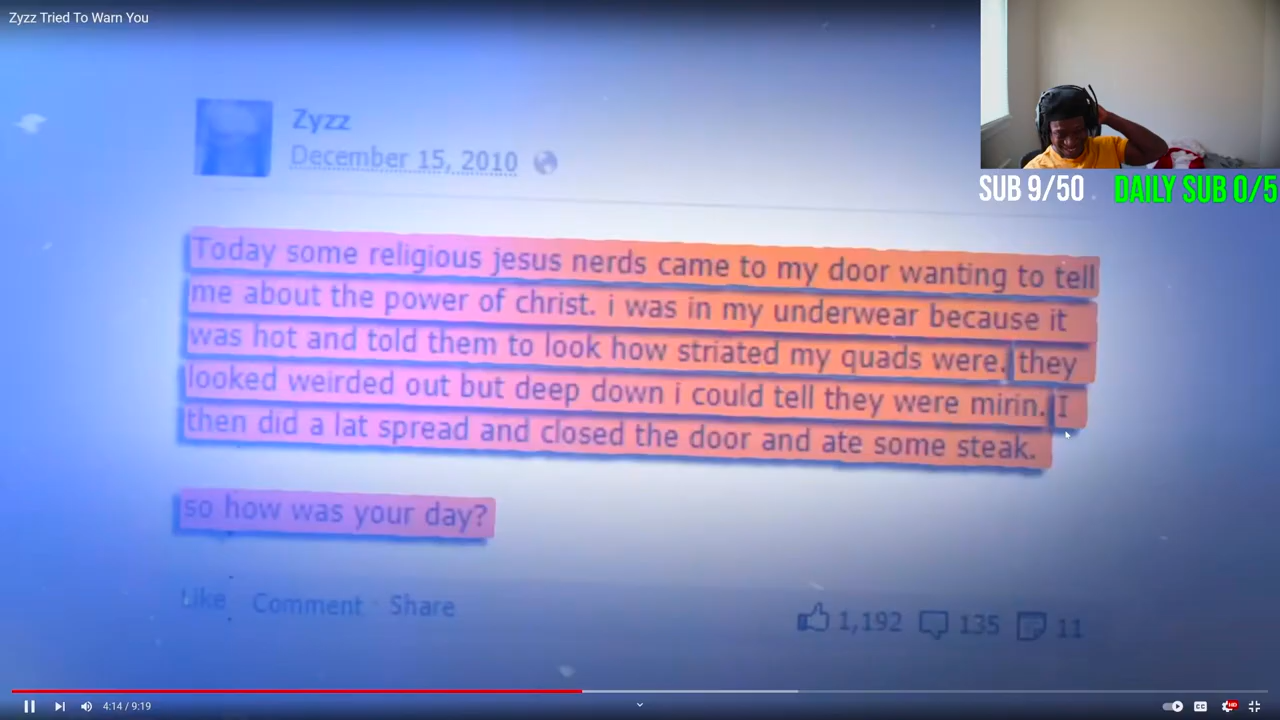 Zyzz Tried To Warn You
Zyzz
December 15, 2010
SUB 9/50
DAILY SUB 0/5
Today some religious jesus nerds came to my door wanting to tell
me about the power of christ. i was in my underwear because it
was hot and told them to look how striated my quads were. they
looked weirded out but deep down i could tell they were mirin. I
then did a lat spread and closed the door and ate some steak.
so how was your day?
Like Comment Share
1,192 135 11
4:14 / 9:19
CC HD